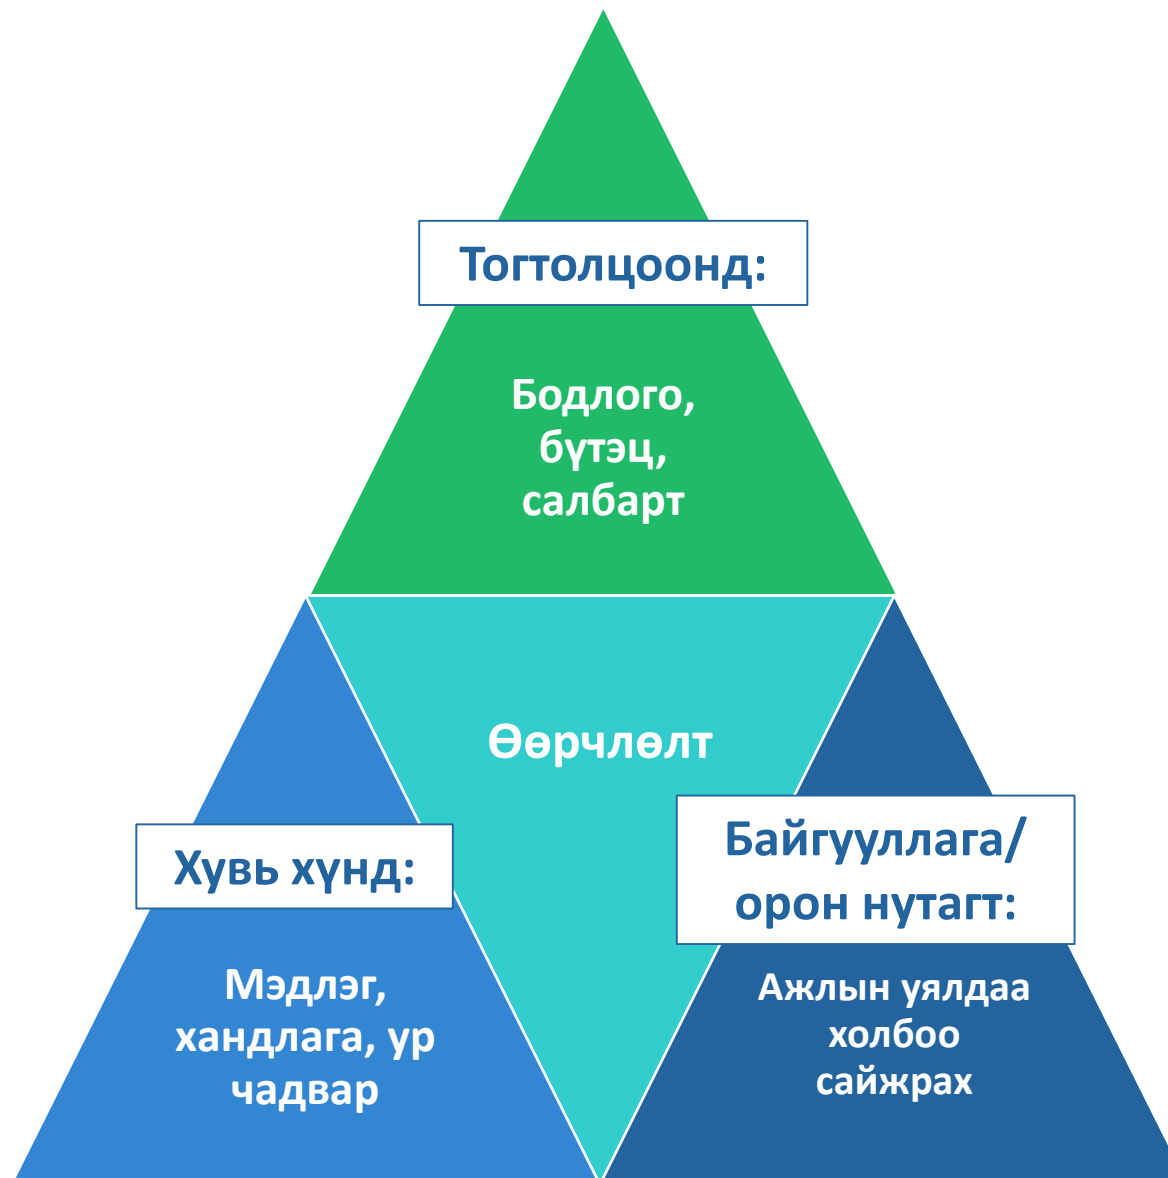 Тогтолцоонд:
Бодлого,
бүтэц,
салбарт
Өөрчлөлт
Хувь хүнд:
Мэдлэг,
хандлага, ур
чадвар
Байгууллага/
орон нутагт:
Ажлын уялдаа
холбоо
сайжрах